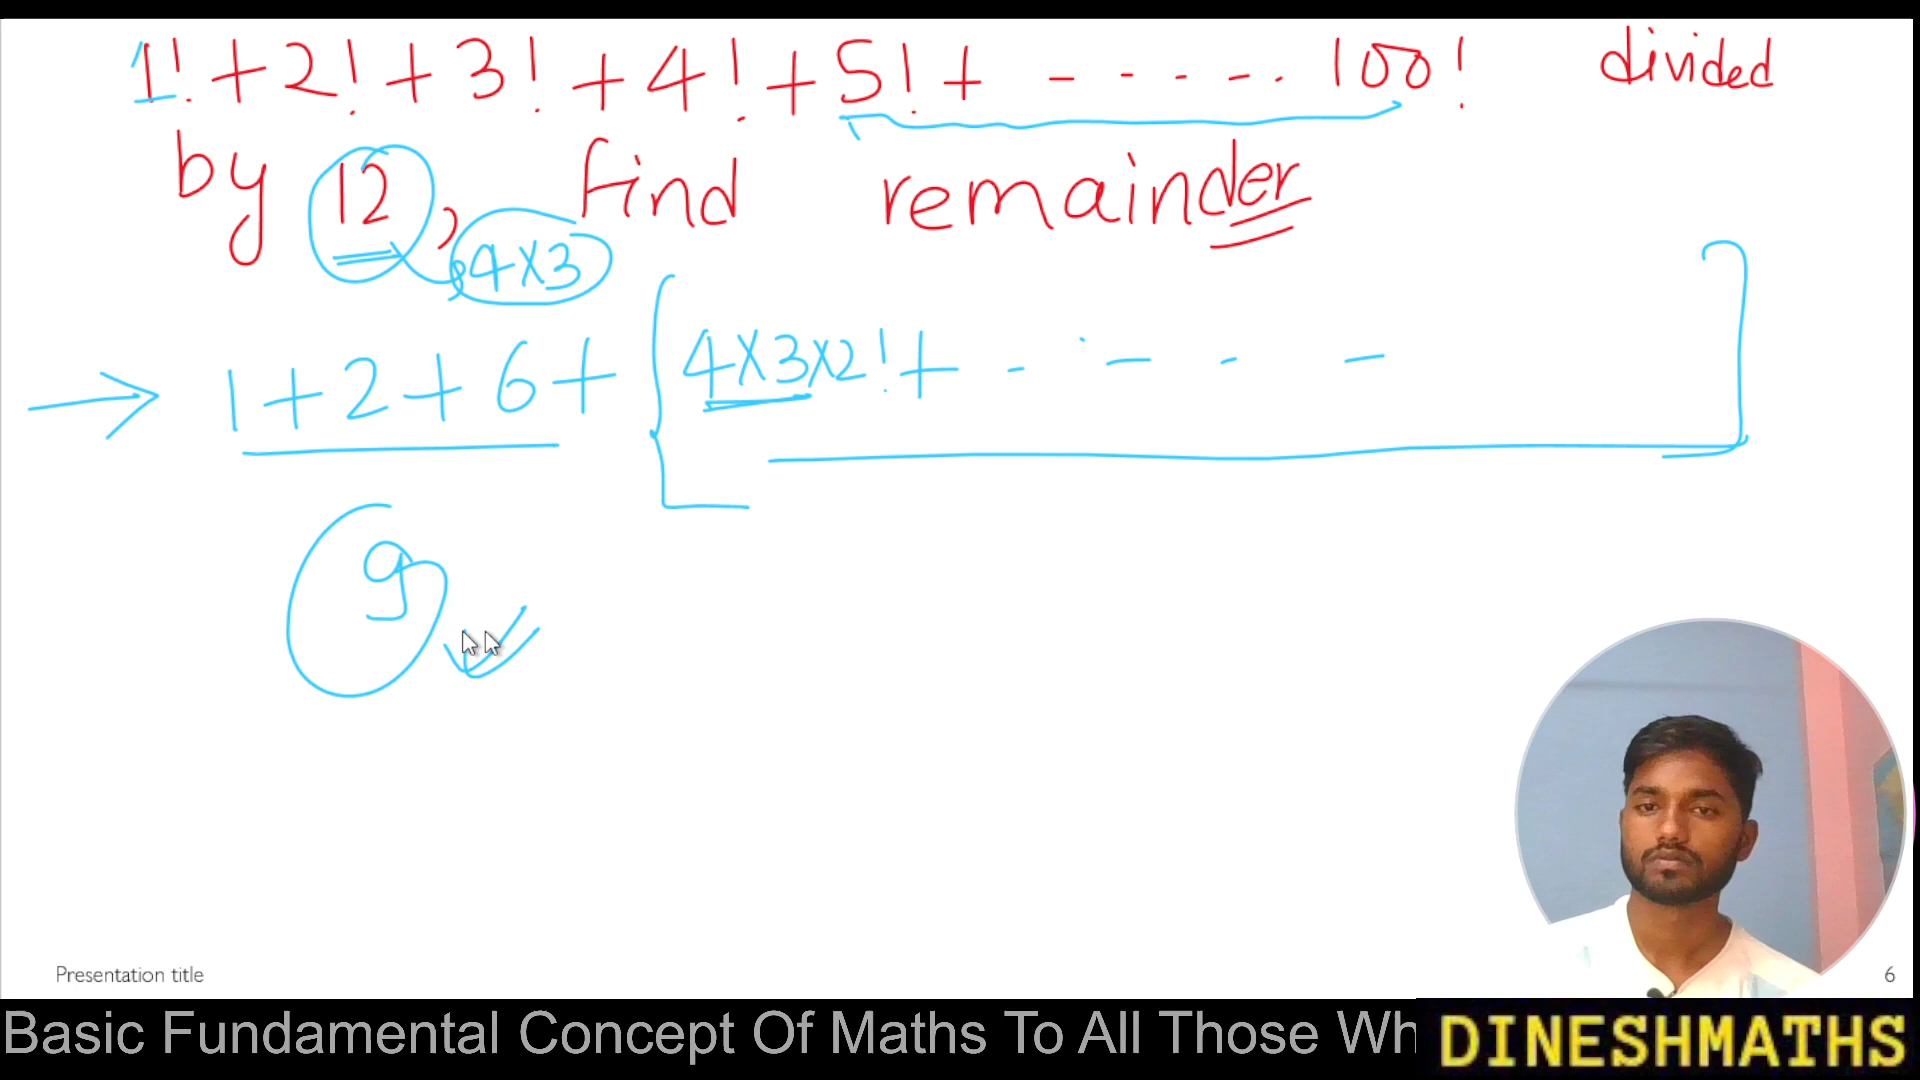 1! + 2! + 3! + 4! + 5! + - - - - - . 100! divided
by 12, find remainder
4×3
1 + 2 + 6 + [ 4×3×2! + - - - - ]
9
Presentation title
6
Basic Fundamental Concept Of Maths To All Those Wh
DINESHMATHS